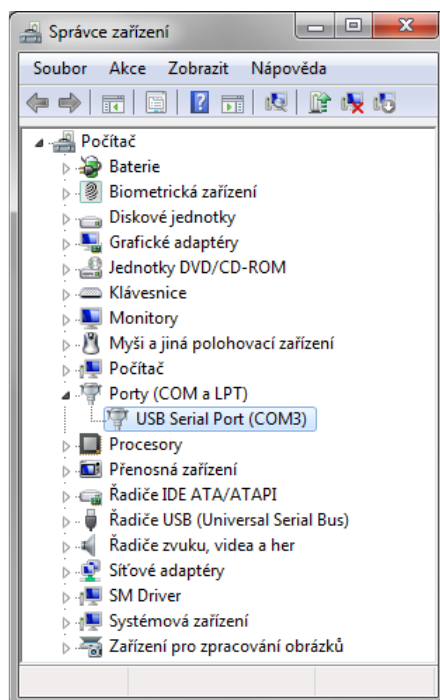 Správce zařízení
Soubor Akce Zobrazit Nápověda
Počítač
Baterie
Biometrická zařízení
Diskové jednotky
Grafické adaptéry
Jednotky DVD/CD-ROM
Klávesnice
Monitory
Myši a jiná polohovací zařízení
Počítač
Porty (COM a LPT)
USB Serial Port (COM3)
Procesory
Přenosná zařízení
Řadiče IDE ATA/ATAPI
Řadiče USB (Universal Serial Bus)
Řadiče zvuku, videa a her
Síťové adaptéry
SM Driver
Systémová zařízení
Zařízení pro zpracování obrázků